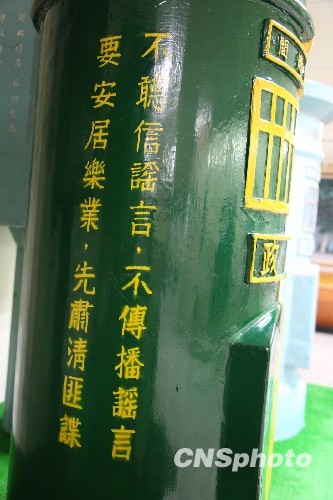 不聽信謠言，不傳播謠言
要安居樂業，先肅清匪諜
政
CNSphoto